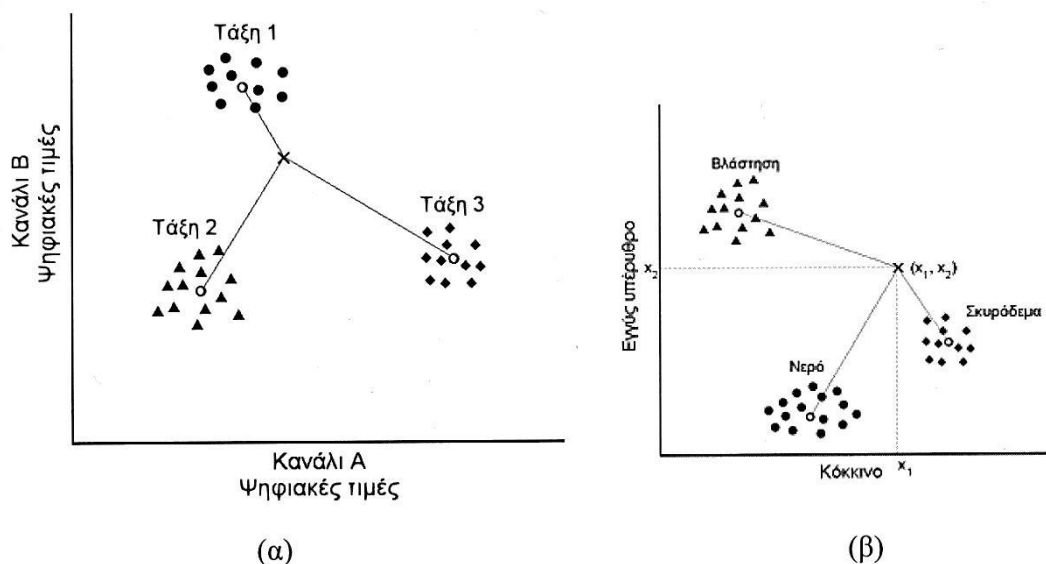 Τάξη 1
Κανάλι Β
Ψηφιακές τιμές
Τάξη 2
Τάξη 3
Κανάλι Α
Ψηφιακές τιμές
(α)
Βλάστηση
Εγγύς υπέρυθρο
x₂
(x₁, x₂)
Σκυρόδεμα
Νερό
Κόκκινο x₁
(β)